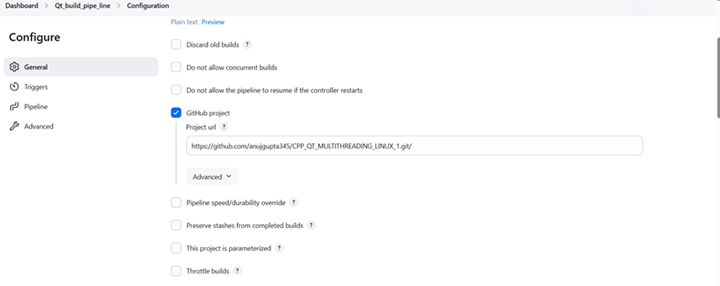 Dashboard > Qt_build_pipe_line > Configuration
Plain text Preview
Configure
General
Triggers
Pipeline
Advanced
Discard old builds ?
Do not allow concurrent builds
Do not allow the pipeline to resume if the controller restarts
GitHub project
Project url ?
https://github.com/anujgupta345/CPP_QT_MULTITHREADING_LINUX_1.git/
Advanced
Pipeline speed/durability override ?
Preserve stashes from completed builds ?
This project is parameterized ?
Throttle builds ?